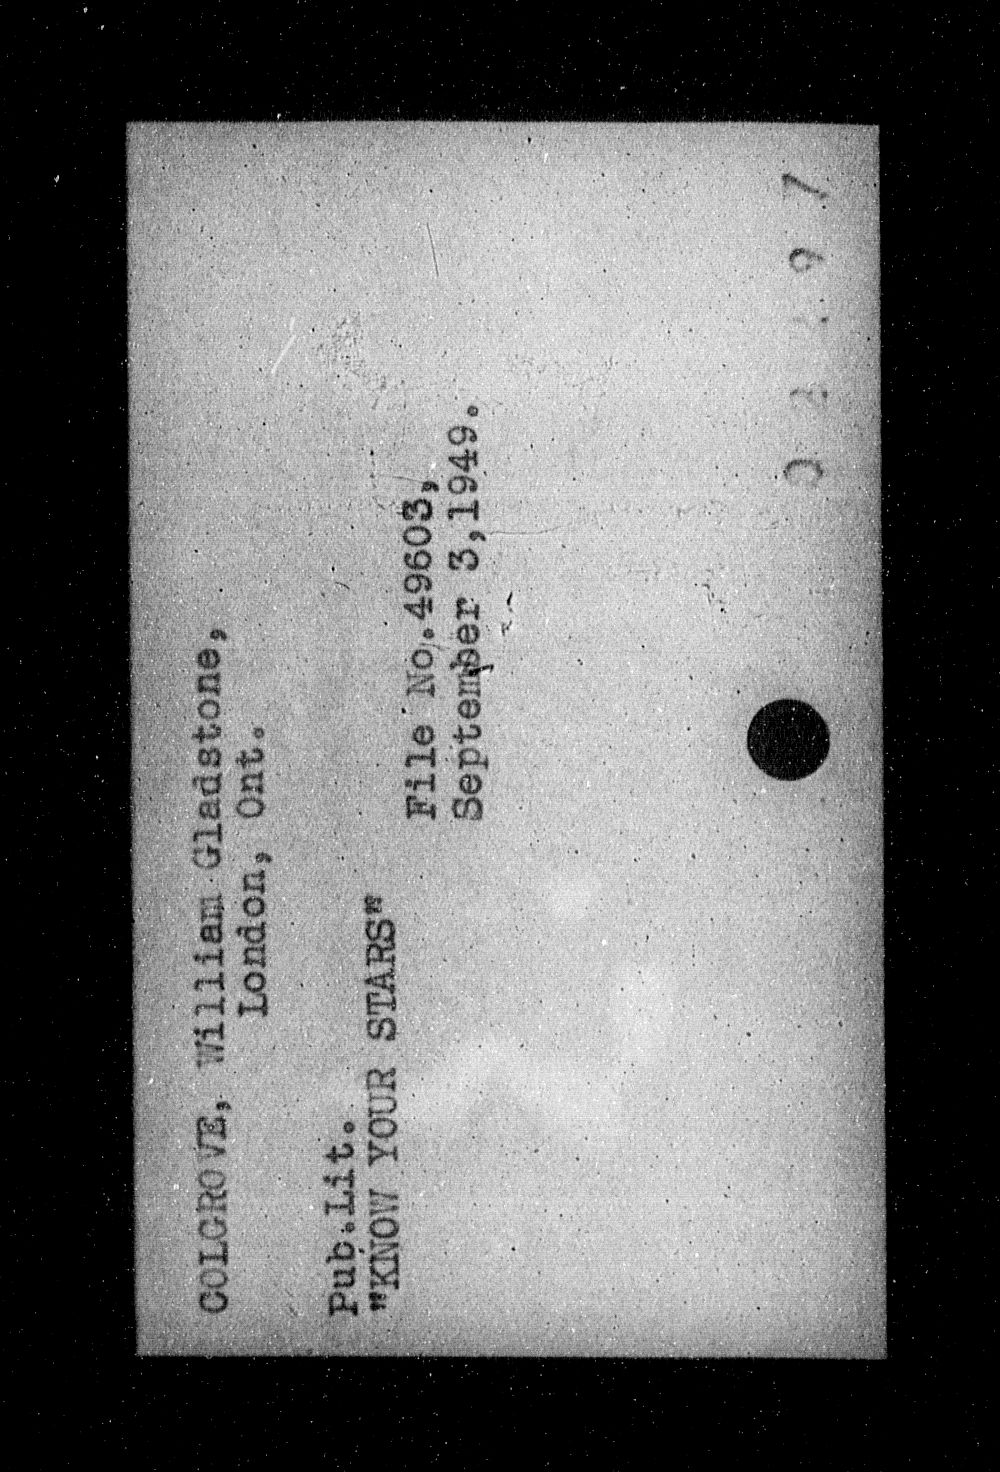 COLGROVE, William Gladstone,
London, Ont.
Pub.Lit.
"KNOW YOUR STARS"
File No.49603,
September 3,1949.